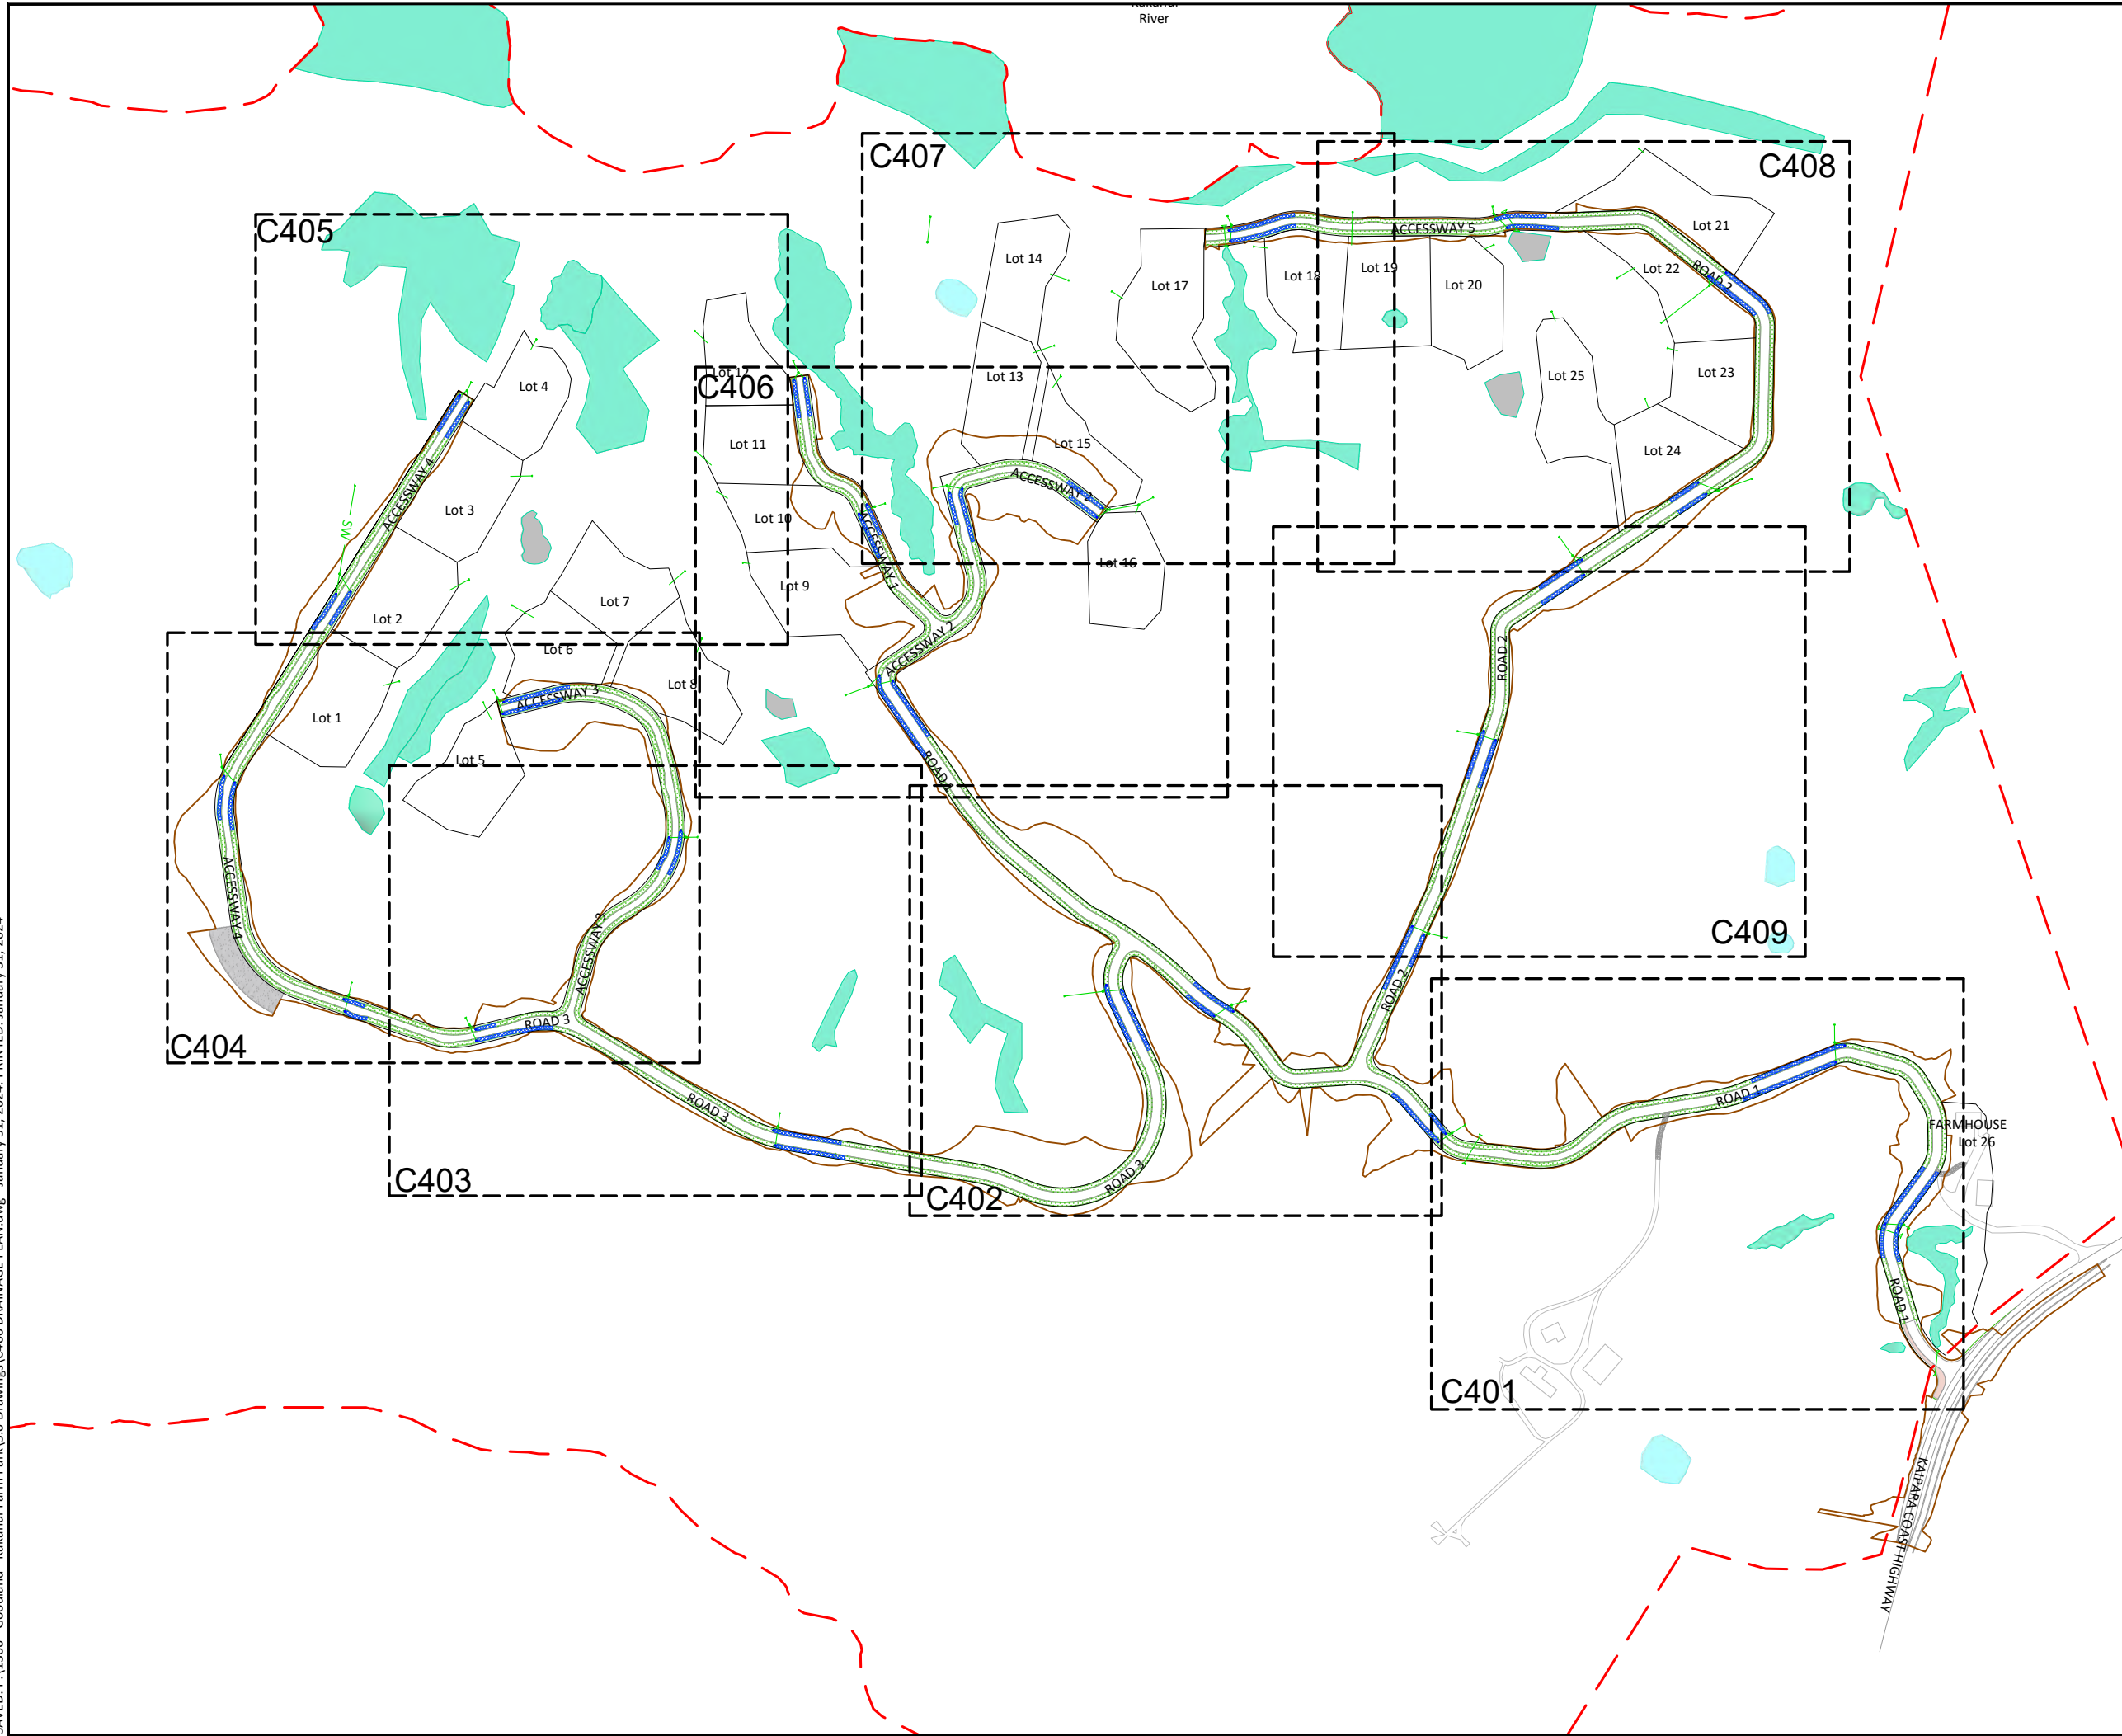 River
C407
C408
C405
Lot 21
Lot 14
ACCESSWAY 5
Lot 17
Lot 18
Lot 19
Lot 20
Lot 22
ROAD 2
Lot 4
Lot 12
C406
Lot 13
Lot 25
Lot 23
Lot 11
Lot 15
Lot 24
ACCESSWAY 4
ACCESSWAY 2
Lot 3
SW
Lot 10
ACCESSWAY 1
Lot 16
Lot 9
Lot 7
Lot 2
Lot 6
ACCESSWAY 2
ROAD 2
Lot 8
ACCESSWAY 3
Lot 1
Lot 5
ROAD 1
ACCESSWAY 4
ACCESSWAY 3
C409
ROAD 2
ROAD 3
C404
ROAD 3
ROAD 1
FARMHOUSE
Lot 26
ROAD 3
C403
C402
ROAD 1
C401
KAIPARA COAST HIGHWAY